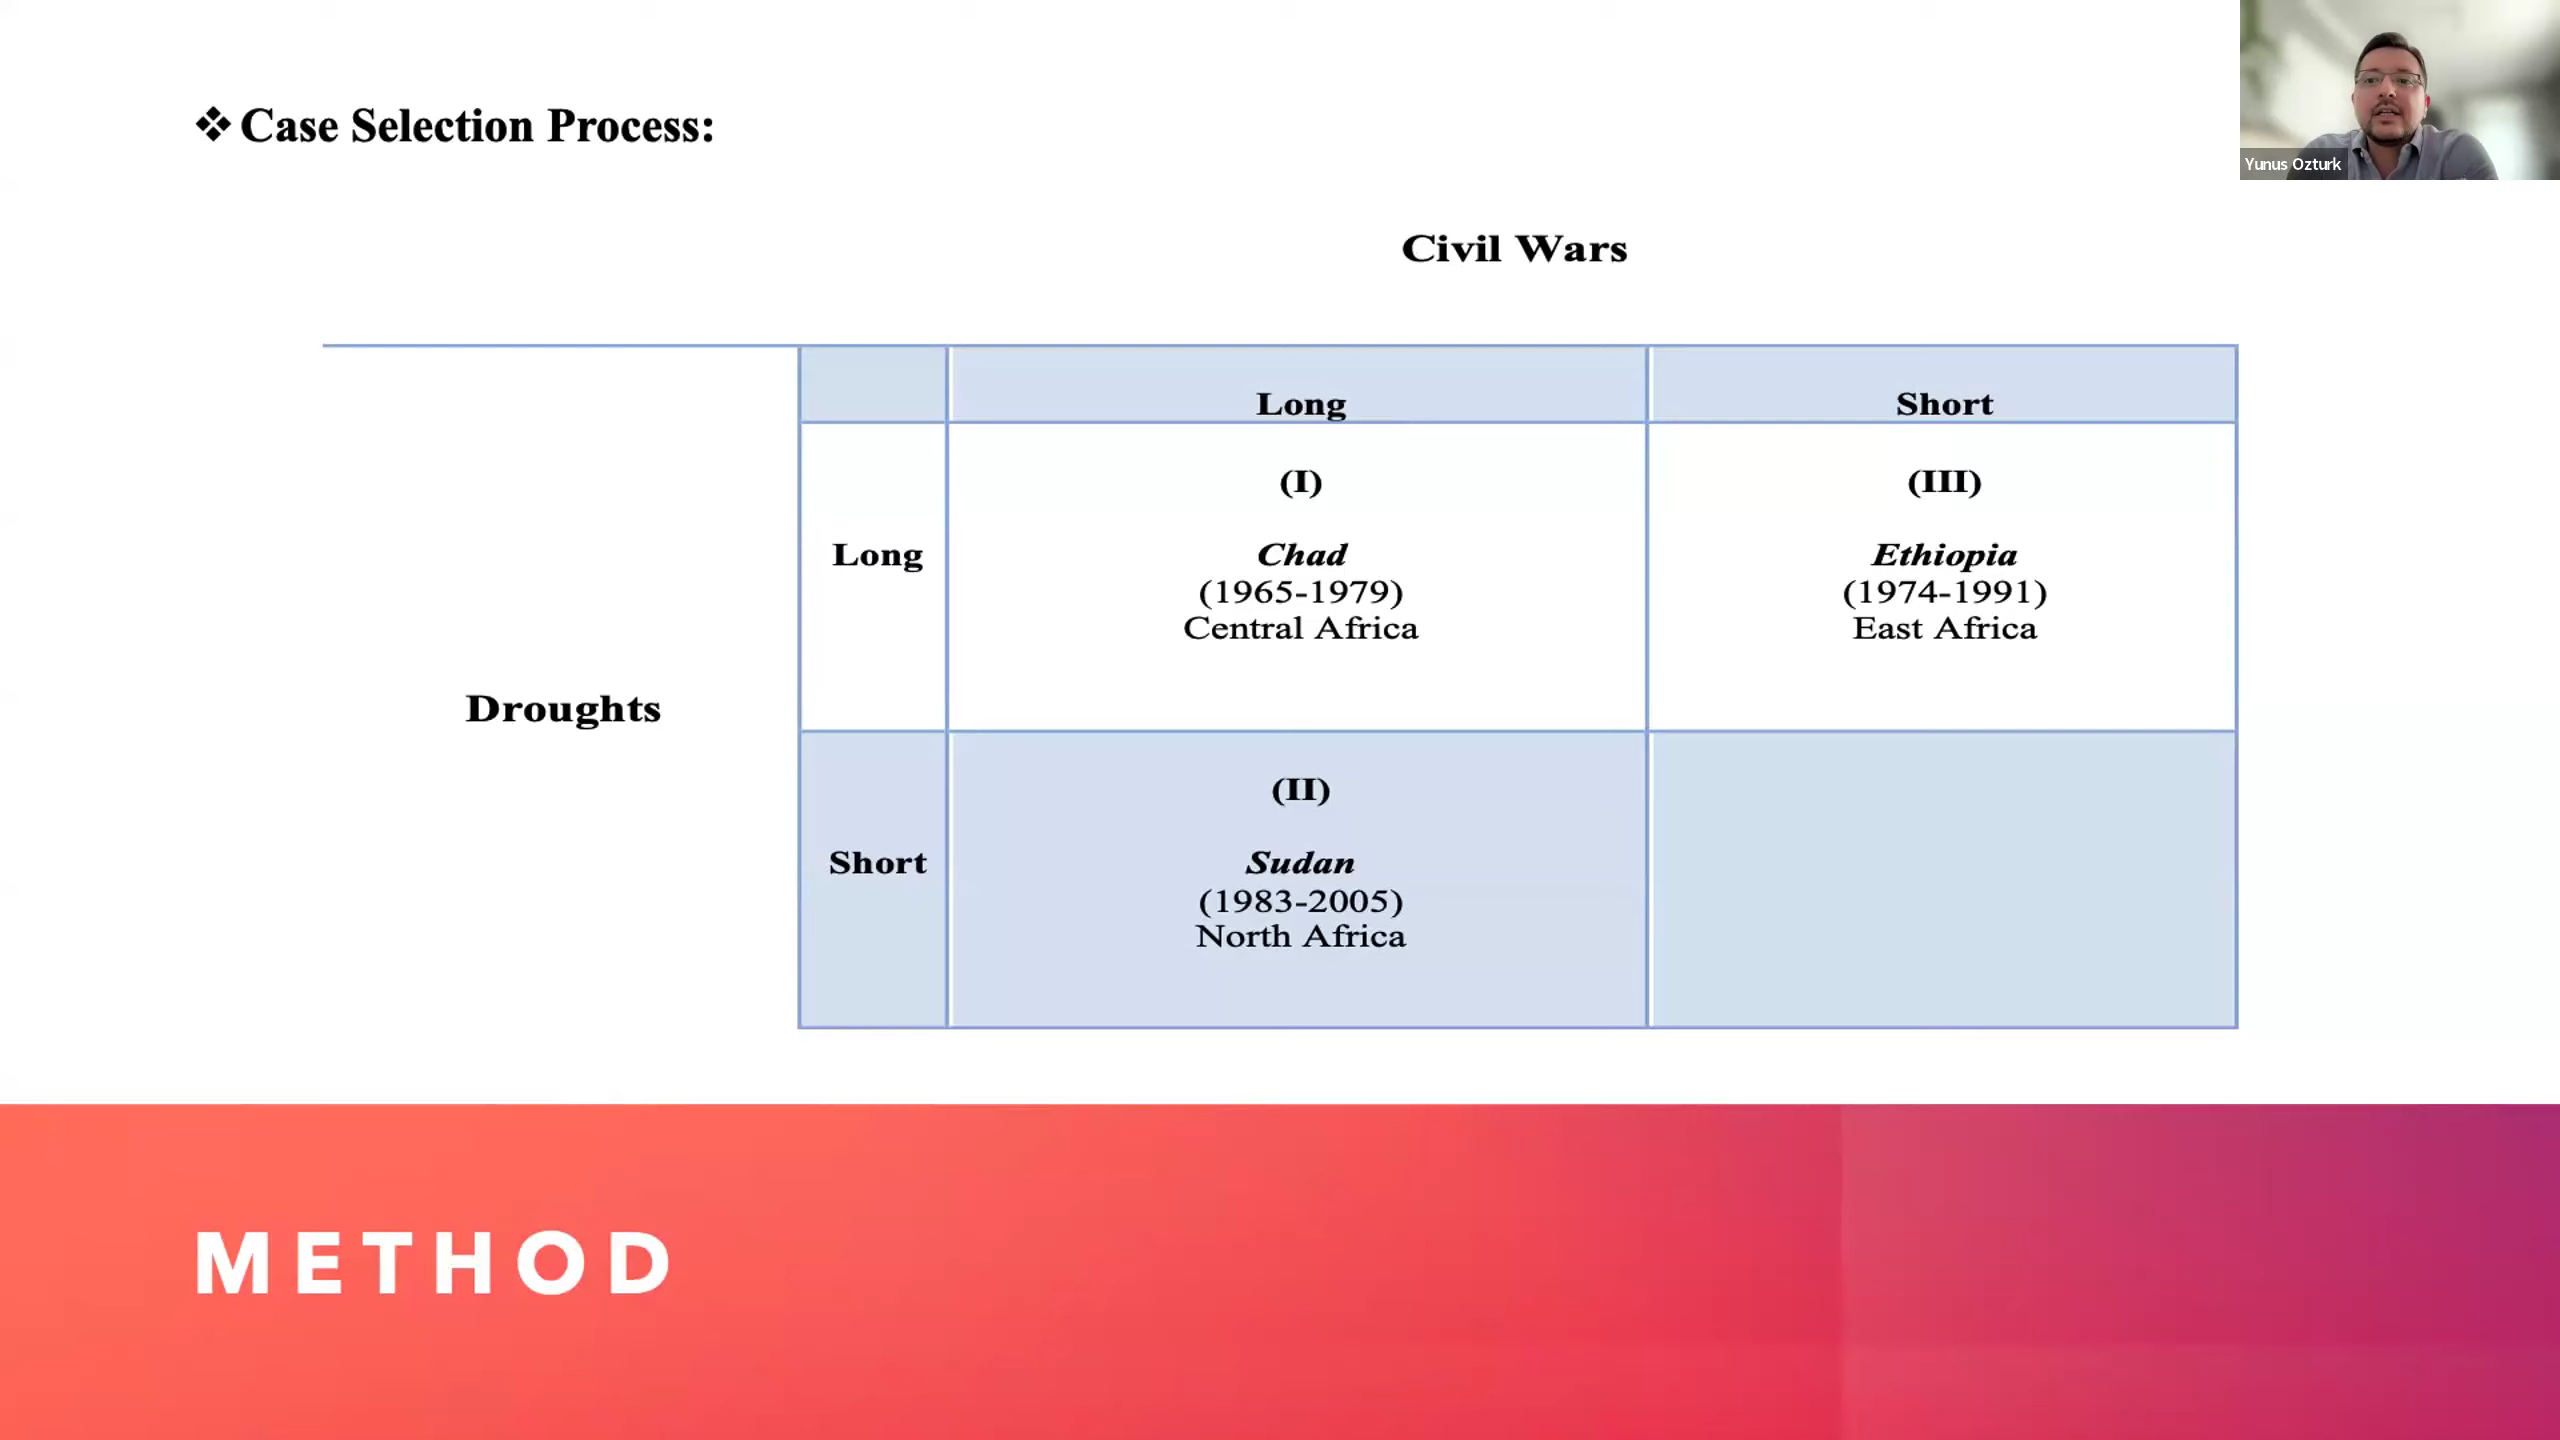 ❖ Case Selection Process:
Yunus Ozturk
Civil Wars
Long
Short
Droughts
Long
(I)
Chad
(1965-1979)
Central Africa
(III)
Ethiopia
(1974-1991)
East Africa
Short
(II)
Sudan
(1983-2005)
North Africa
METHOD